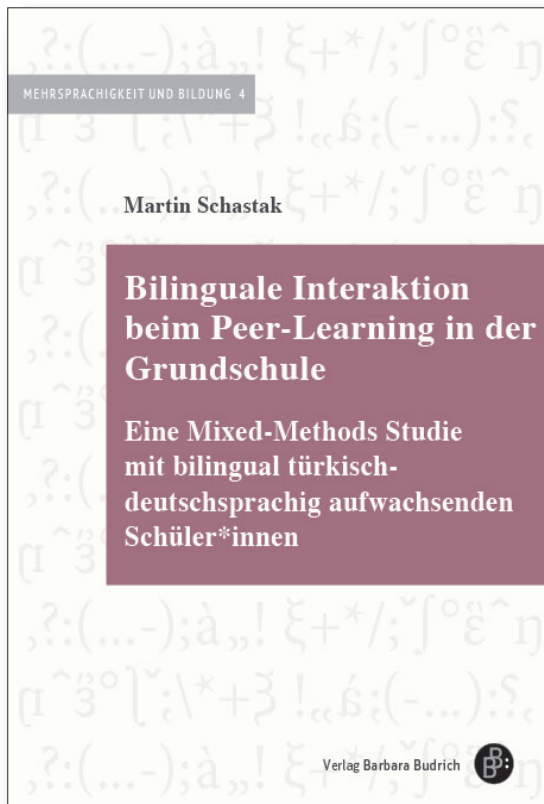 MEHRSPRACHIGKEIT UND BILDUNG 4
Martin Schastak
Bilinguale Interaktion
beim Peer-Learning in der
Grundschule
Eine Mixed-Methods Studie
mit bilingual türkisch-
deutschsprachig aufwachsenden
Schüler*innen
Verlag Barbara Budrich
BB: